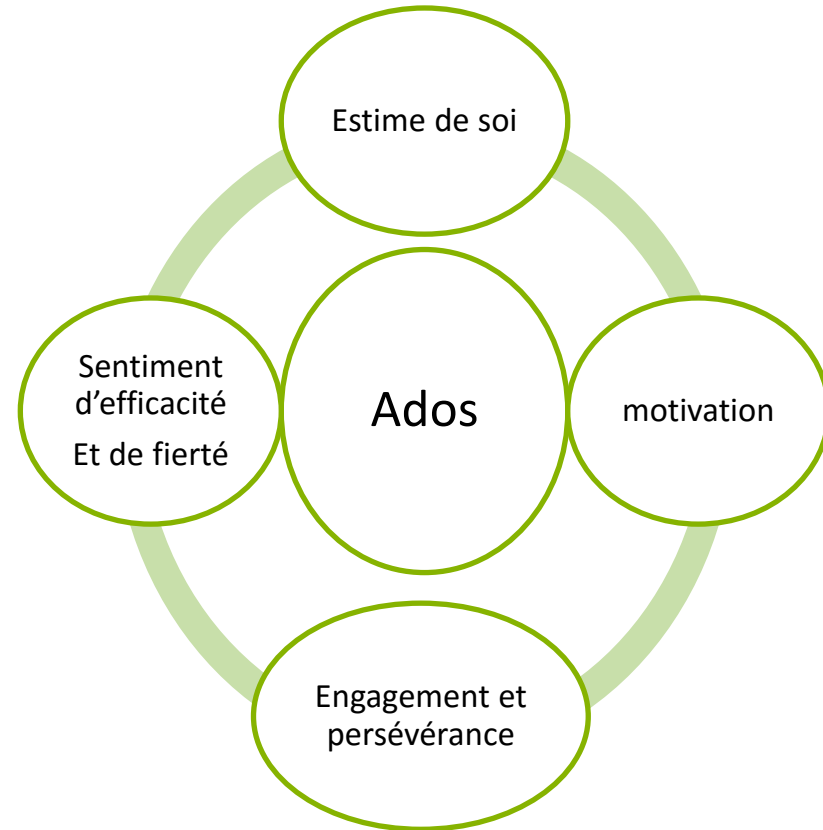 Estime de soi
Sentiment
d’efficacité
Et de fierté
Ados
motivation
Engagement et
persévérance